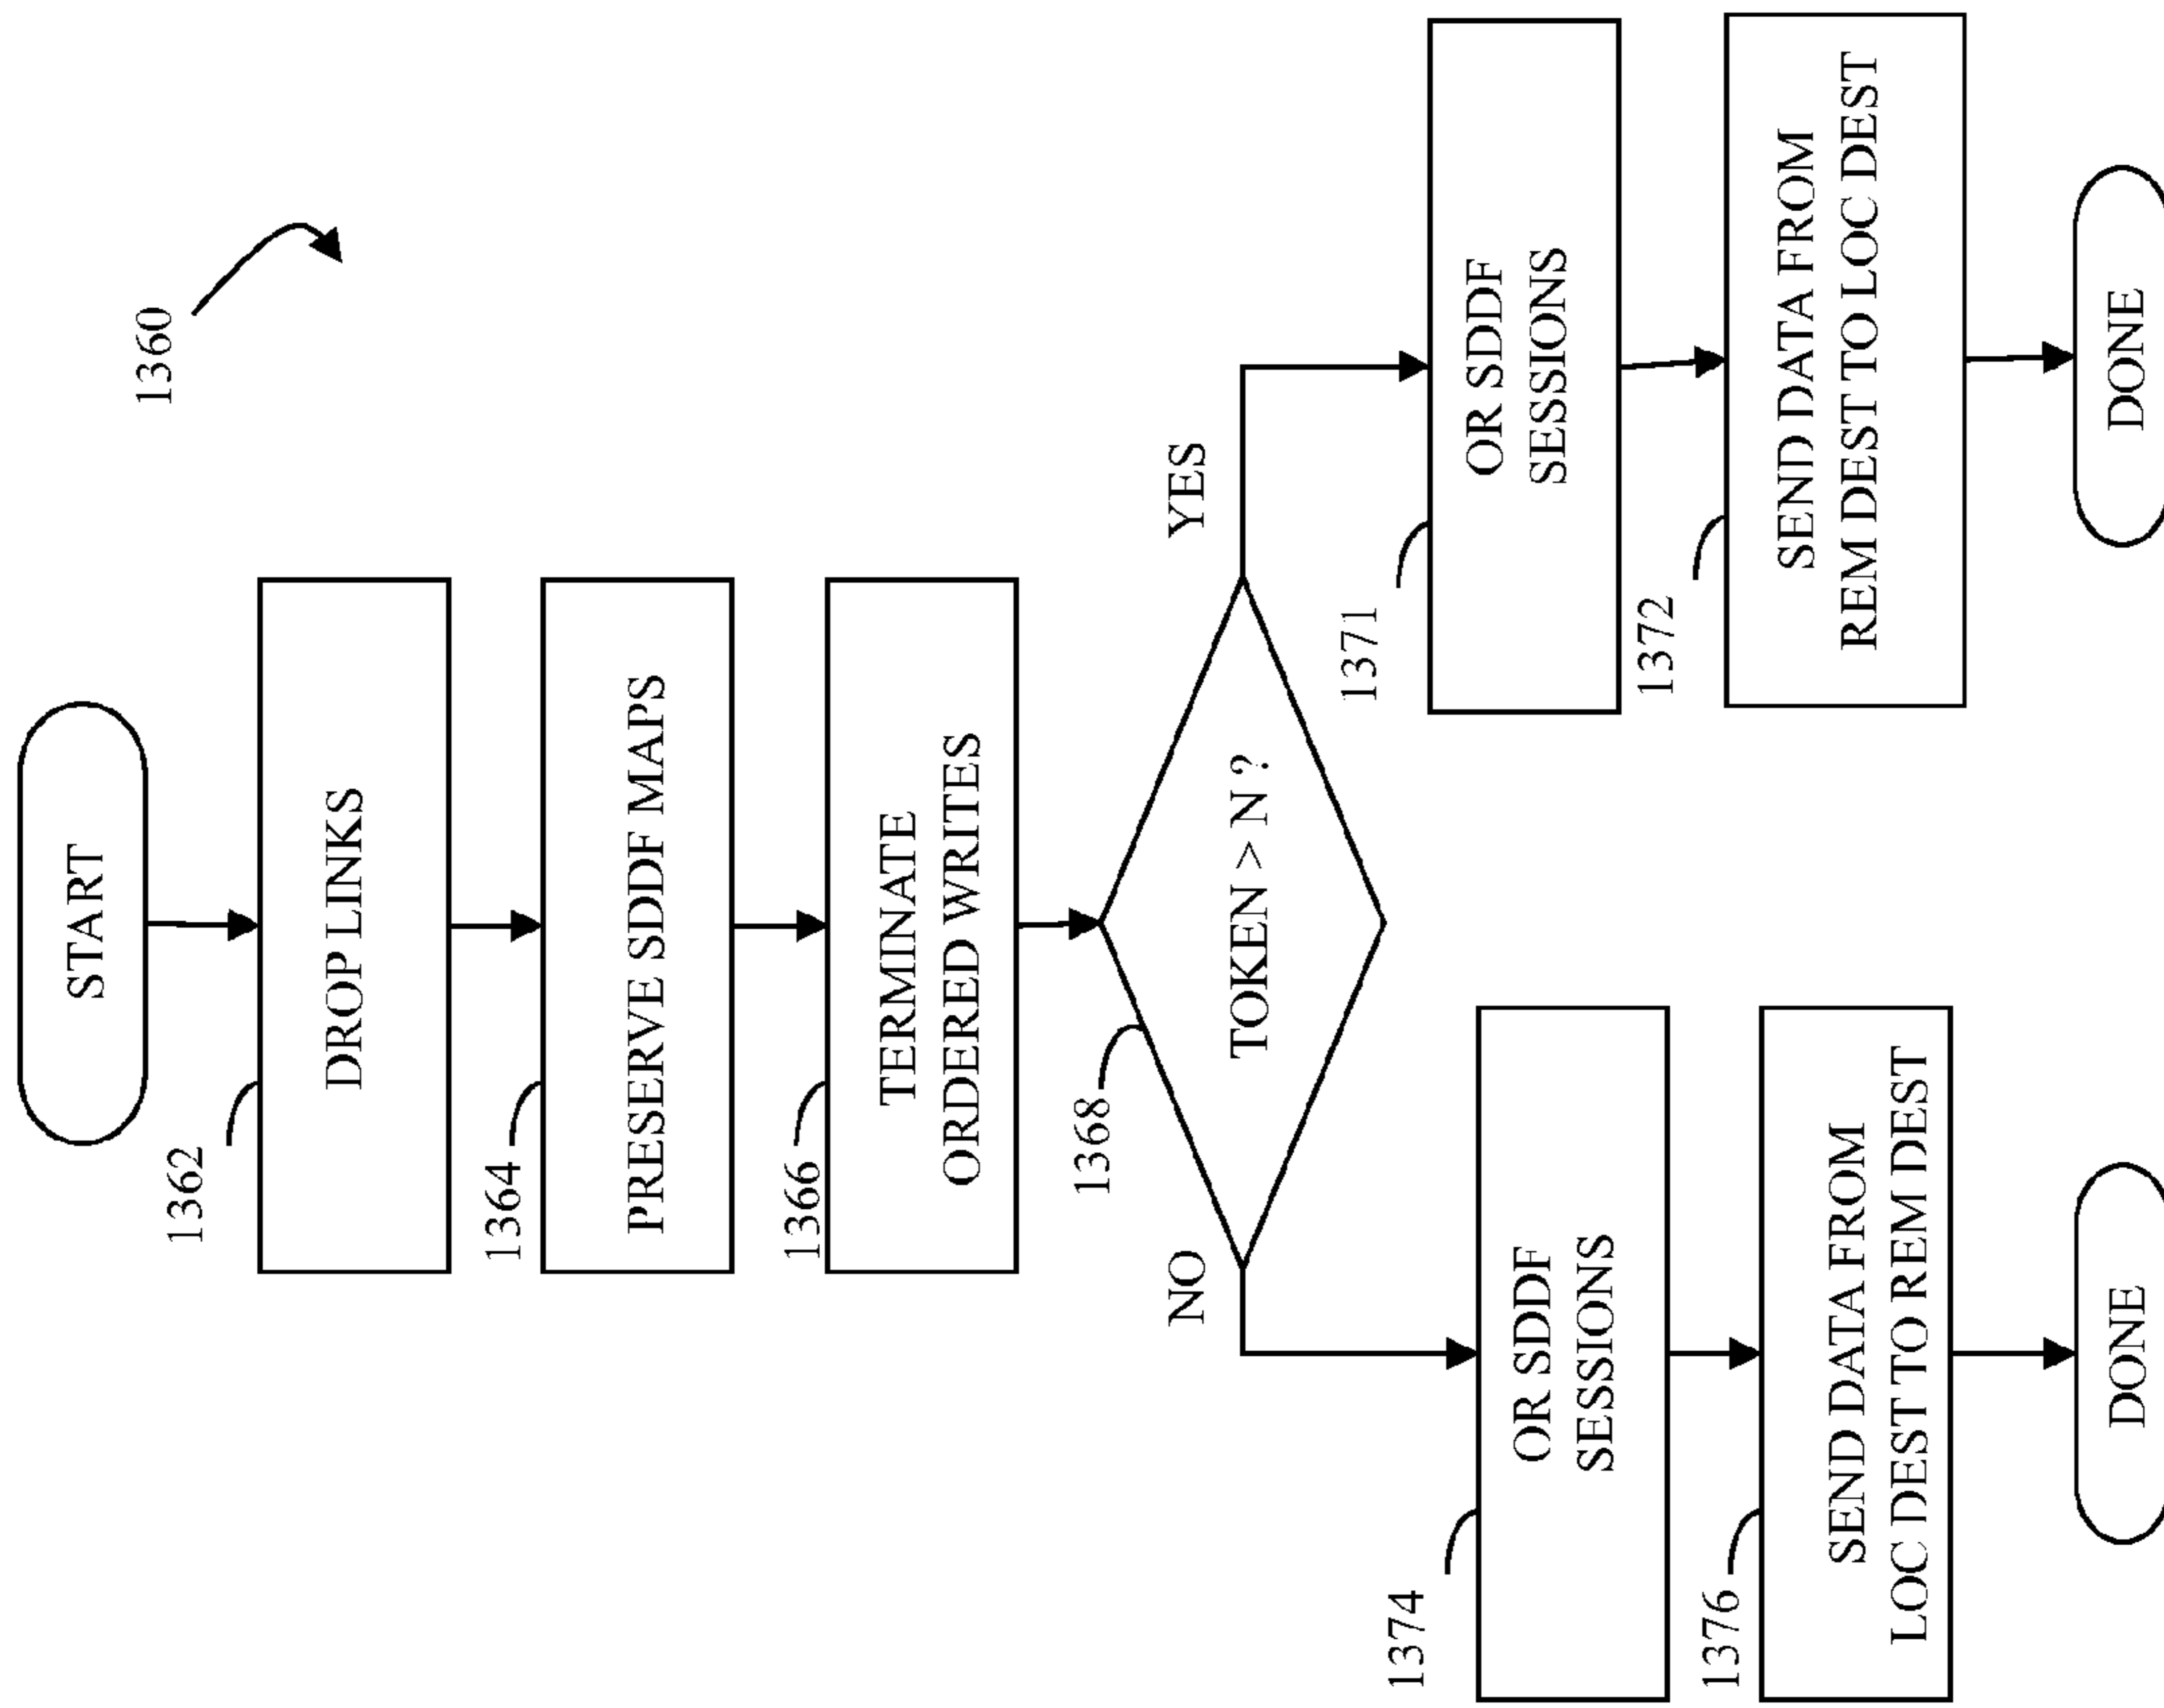 1360
START
1362
DROP LINKS
1364
PRESERVE SDDF MAPS
1366
TERMINATE
ORDERED WRITES
1368
TOKEN > N ?
NO
YES
1374
OR SDDF
SESSIONS
1376
SEND DATA FROM
LOC DEST TO REM DEST
DONE
1371
OR SDDF
SESSIONS
1372
SEND DATA FROM
REM DEST TO LOC DEST
DONE